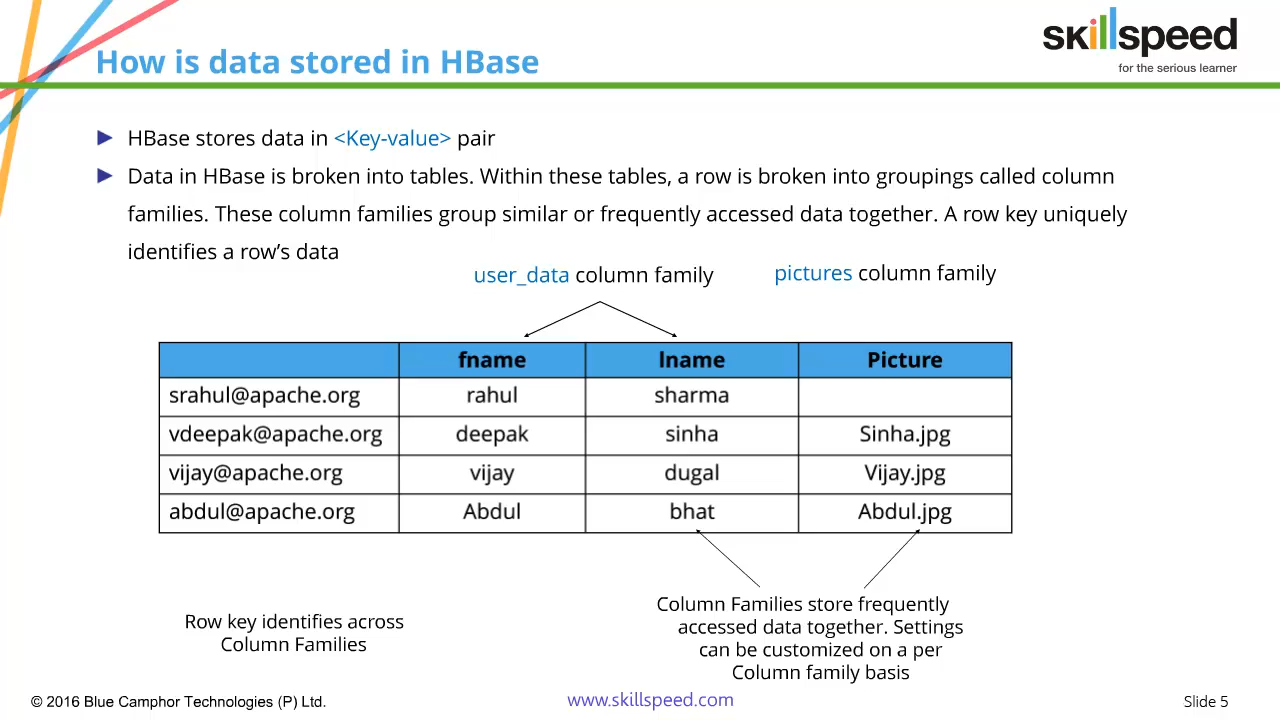 How is data stored in HBase
skillspeed
for the serious learner
HBase stores data in <Key-value> pair
Data in HBase is broken into tables. Within these tables, a row is broken into groupings called column
families. These column families group similar or frequently accessed data together. A row key uniquely
identifies a row’s data
user_data column family
pictures column family
fname lname Picture
srahul@apache.org rahul sharma
vdeepak@apache.org deepak sinha Sinha.jpg
vijay@apache.org vijay dugal Vijay.jpg
abdul@apache.org Abdul bhat Abdul.jpg
Row key identifies across
Column Families
Column Families store frequently
accessed data together. Settings
can be customized on a per
Column family basis
© 2016 Blue Camphor Technologies (P) Ltd.
www.skillspeed.com
Slide 5